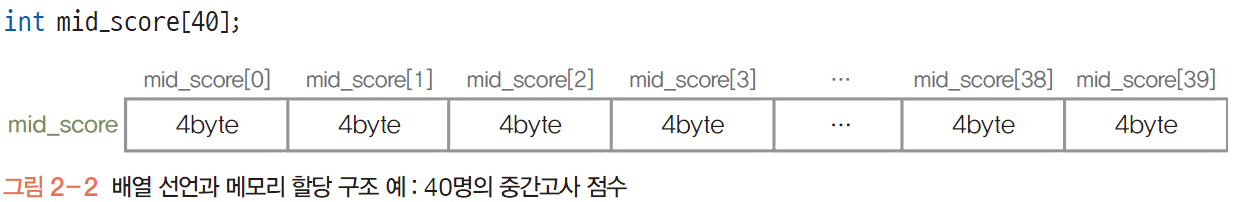 int mid_score[40];
mid_score[0] mid_score[1] mid_score[2] mid_score[3] … mid_score[38] mid_score[39]
mid_score 4byte 4byte 4byte 4byte … 4byte 4byte
그림 2-2 배열 선언과 메모리 할당 구조 예 : 40명의 중간고사 점수